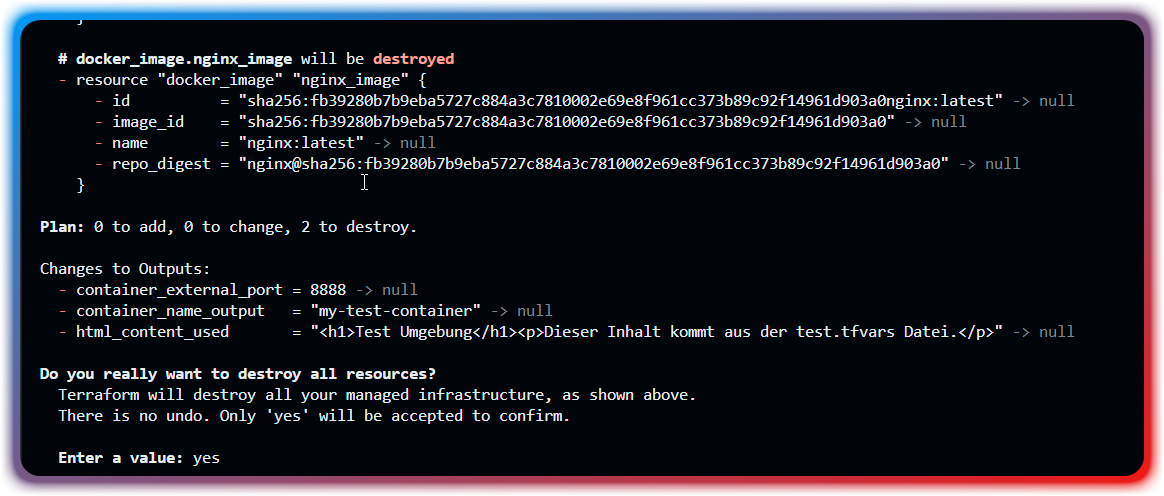 }
# docker_image.nginx_image will be destroyed
- resource "docker_image" "nginx_image" {
- id = "sha256:fb39280b7b9eba5727c884a3c7810002e69e8f961cc373b89c92f14961d903a0nginx:latest" -> null
- image_id = "sha256:fb39280b7b9eba5727c884a3c7810002e69e8f961cc373b89c92f14961d903a0" -> null
- name = "nginx:latest" -> null
- repo_digest = "nginx@sha256:fb39280b7b9eba5727c884a3c7810002e69e8f961cc373b89c92f14961d903a0" -> null
}
Plan: 0 to add, 0 to change, 2 to destroy.
Changes to Outputs:
- container_external_port = 8888 -> null
- container_name_output = "my-test-container" -> null
- html_content_used = "<h1>Test Umgebung</h1><p>Dieser Inhalt kommt aus der test.tfvars Datei.</p>" -> null
Do you really want to destroy all resources?
Terraform will destroy all your managed infrastructure, as shown above.
There is no undo. Only 'yes' will be accepted to confirm.
Enter a value: yes